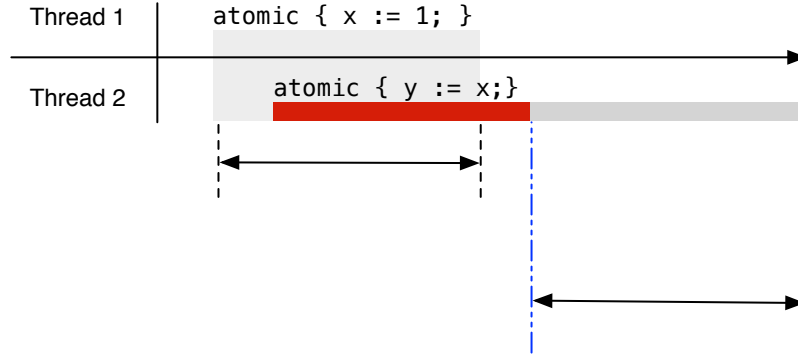 Thread 1
atomic { x := 1; }
Thread 2
atomic { y := x;}